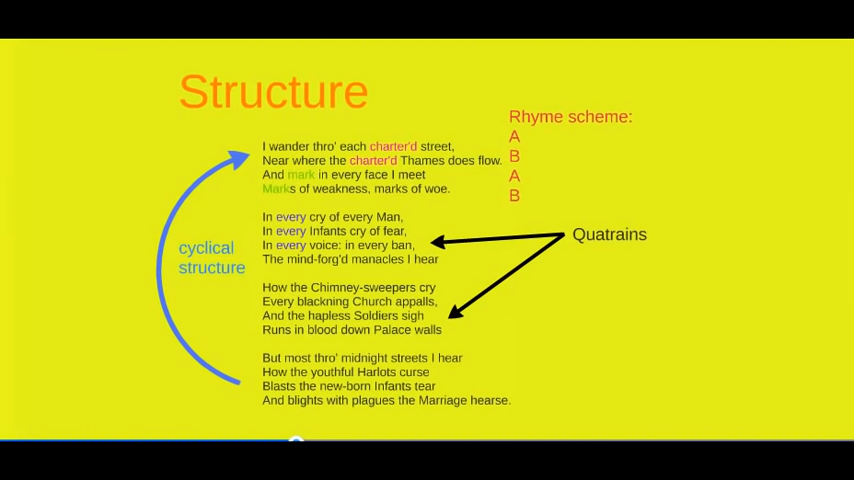 Structure
Rhyme scheme:
A
B
A
B
I wander thro' each charter'd street,
Near where the charter'd Thames does flow.
And mark in every face I meet
Marks of weakness, marks of woe.
In every cry of every Man,
In every Infants cry of fear,
In every voice: in every ban,
The mind-forg'd manacles I hear
Quatrains
cyclical
structure
How the Chimney-sweepers cry
Every blackning Church appalls,
And the hapless Soldiers sigh
Runs in blood down Palace walls
But most thro' midnight streets I hear
How the youthful Harlots curse
Blasts the new-born Infants tear
And blights with plagues the Marriage hearse.